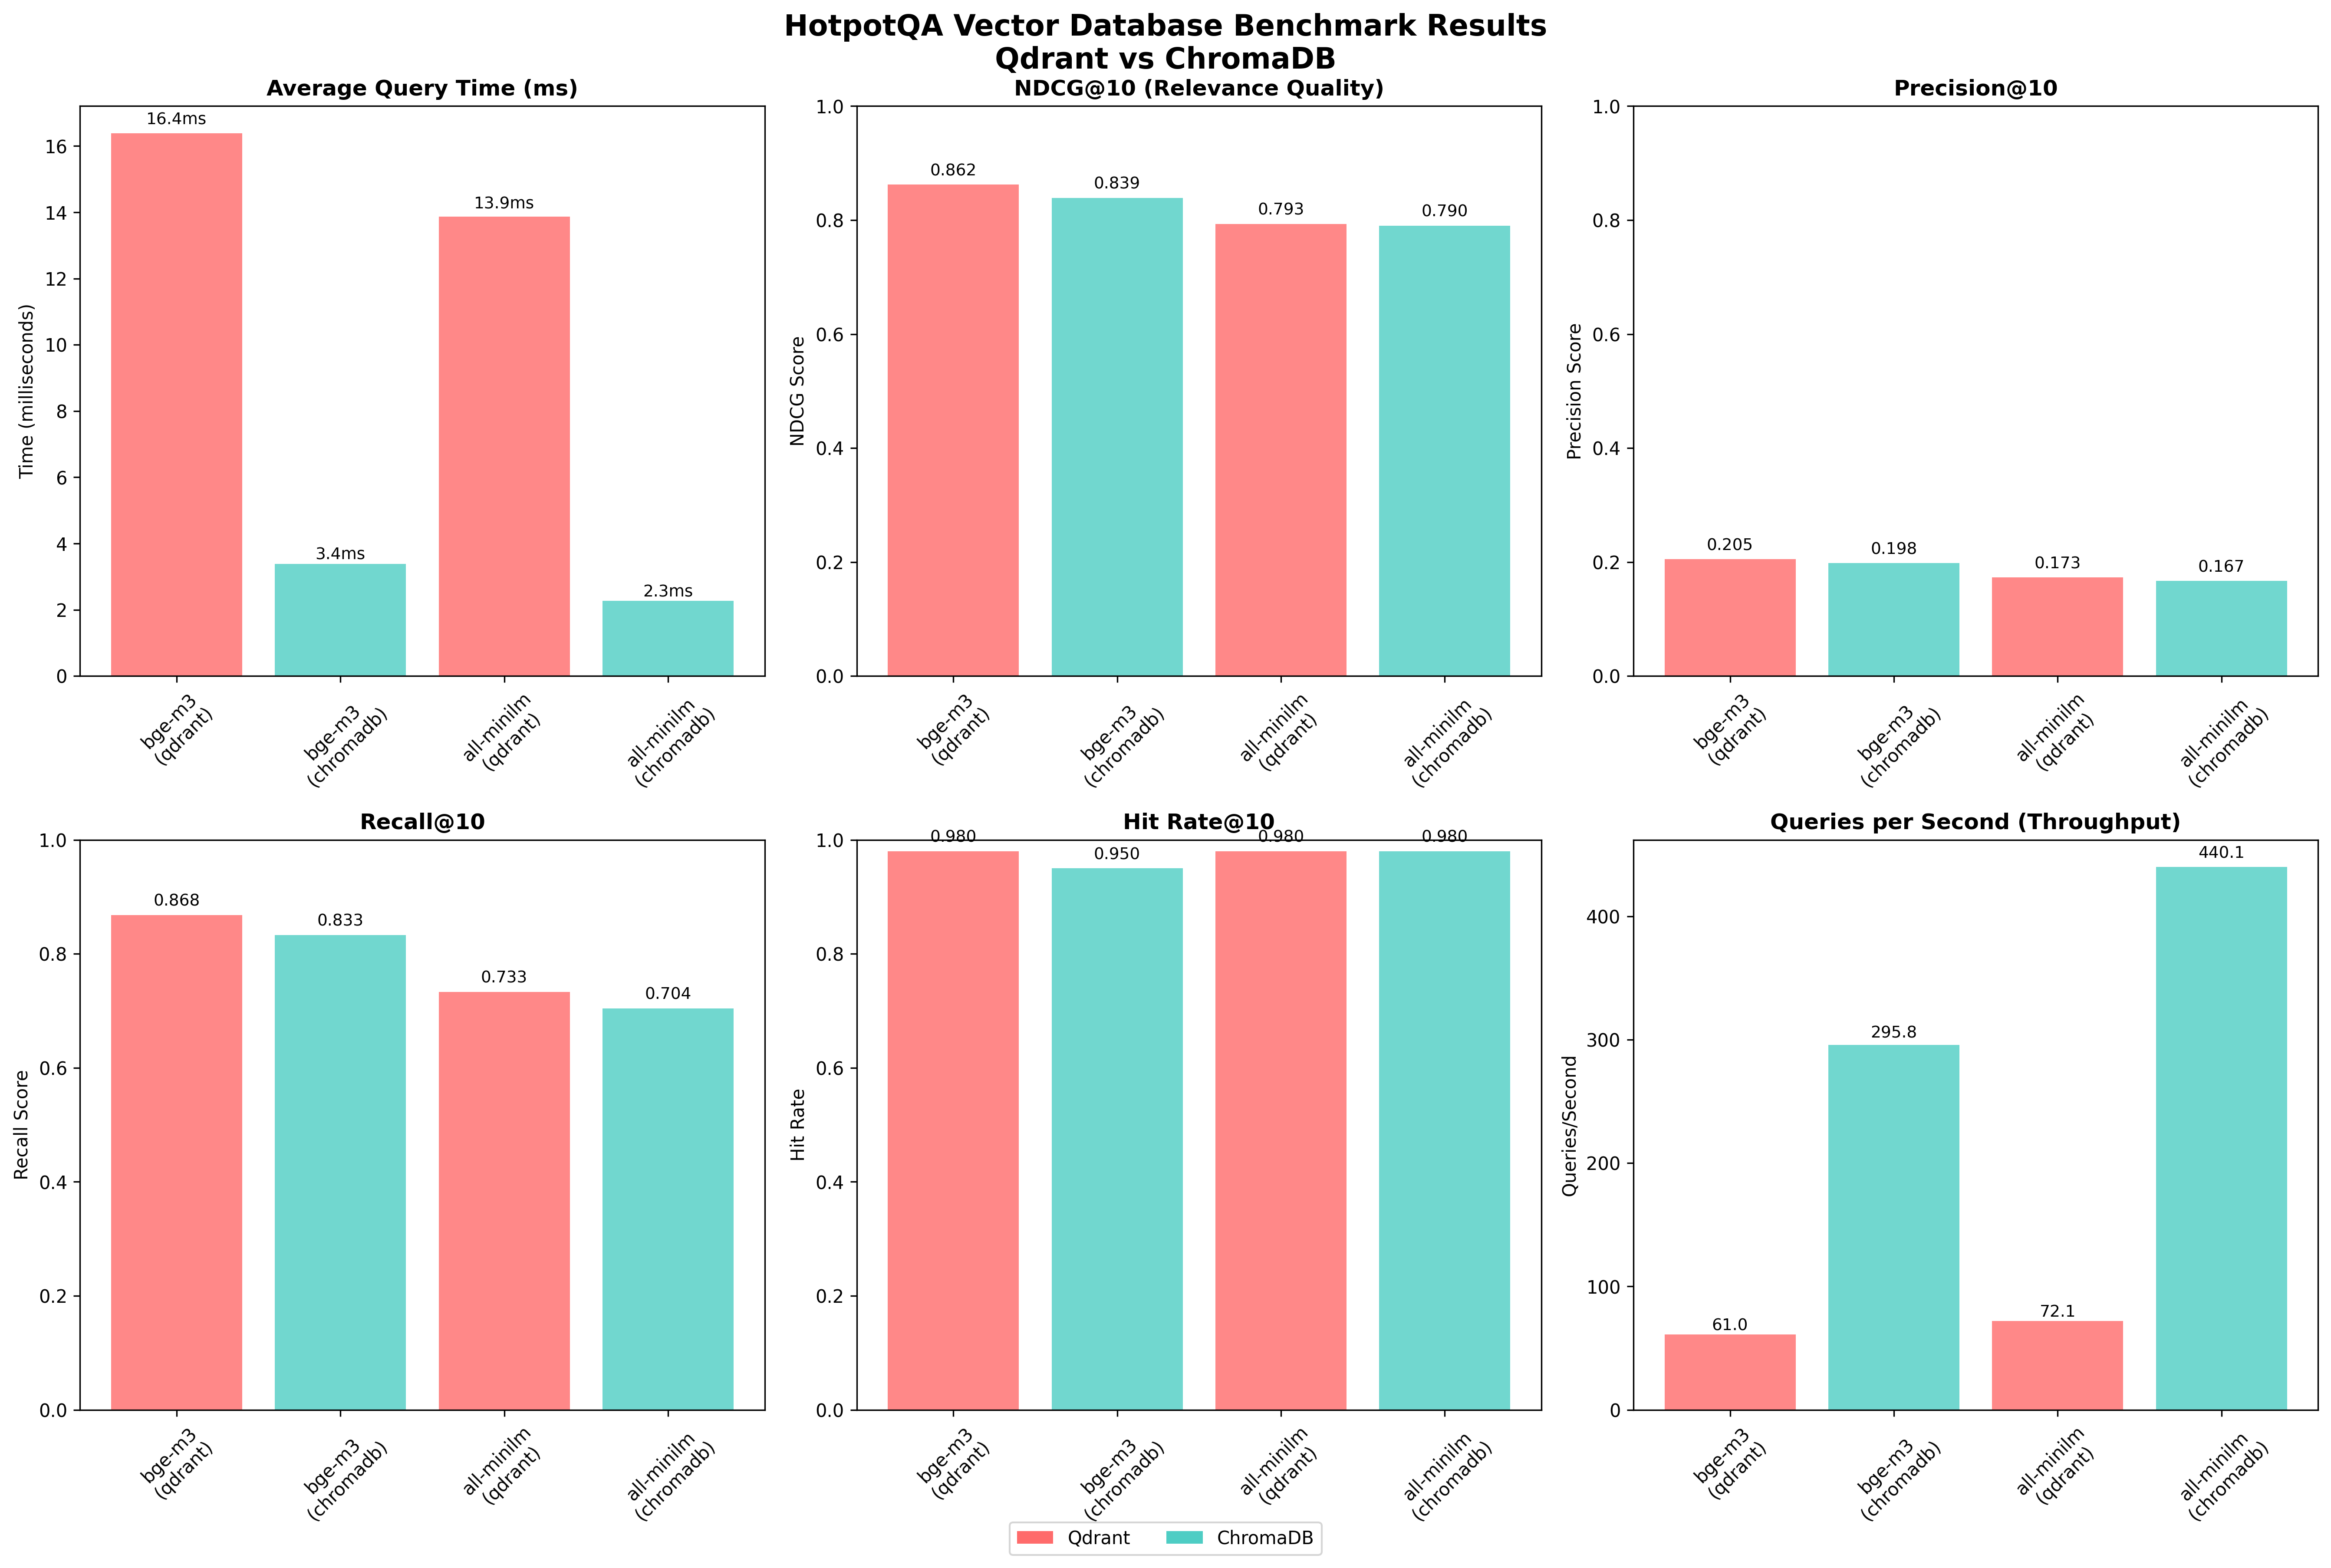 HotpotQA Vector Database Benchmark Results
Qdrant vs ChromaDB
Average Query Time (ms)
Time (milliseconds)
16
14
12
10
8
6
4
2
0
16.4ms
3.4ms
13.9ms
2.3ms
bge-m3
(qdrant)
bge-m3
(chromadb)
all-minilm
(qdrant)
all-minilm
(chromadb)
NDCG@10 (Relevance Quality)
NDCG Score
1.0
0.8
0.6
0.4
0.2
0.0
0.862
0.839
0.793
0.790
bge-m3
(qdrant)
bge-m3
(chromadb)
all-minilm
(qdrant)
all-minilm
(chromadb)
Precision@10
Precision Score
1.0
0.8
0.6
0.4
0.2
0.0
0.205
0.198
0.173
0.167
bge-m3
(qdrant)
bge-m3
(chromadb)
all-minilm
(qdrant)
all-minilm
(chromadb)
Recall@10
Recall Score
1.0
0.8
0.6
0.4
0.2
0.0
0.868
0.833
0.733
0.704
bge-m3
(qdrant)
bge-m3
(chromadb)
all-minilm
(qdrant)
all-minilm
(chromadb)
Hit Rate@10
Hit Rate
1.0
0.8
0.6
0.4
0.2
0.0
0.980
0.950
0.980
0.980
bge-m3
(qdrant)
bge-m3
(chromadb)
all-minilm
(qdrant)
all-minilm
(chromadb)
Queries per Second (Throughput)
Queries/Second
400
300
200
100
0
61.0
295.8
72.1
440.1
bge-m3
(qdrant)
bge-m3
(chromadb)
all-minilm
(qdrant)
all-minilm
(chromadb)
Qdrant
ChromaDB